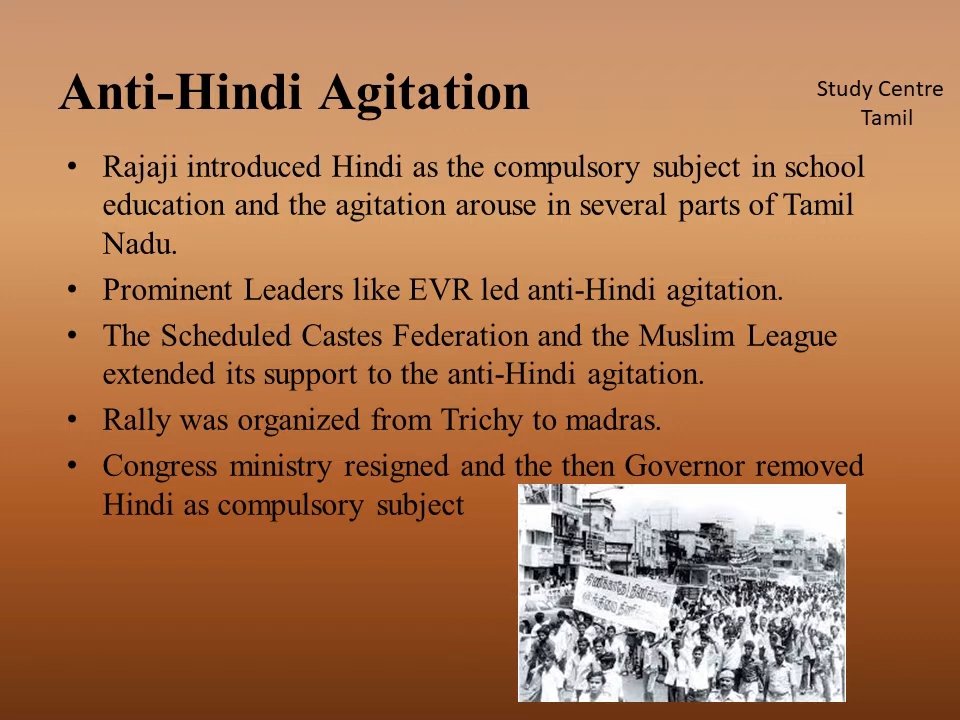 Anti-Hindi Agitation
Study Centre
Tamil
• Rajaji introduced Hindi as the compulsory subject in school
education and the agitation arouse in several parts of Tamil
Nadu.
• Prominent Leaders like EVR led anti-Hindi agitation.
• The Scheduled Castes Federation and the Muslim League
extended its support to the anti-Hindi agitation.
• Rally was organized from Trichy to madras.
• Congress ministry resigned and the then Governor removed
Hindi as compulsory subject
திணிக்காதே! திணிக்காதே